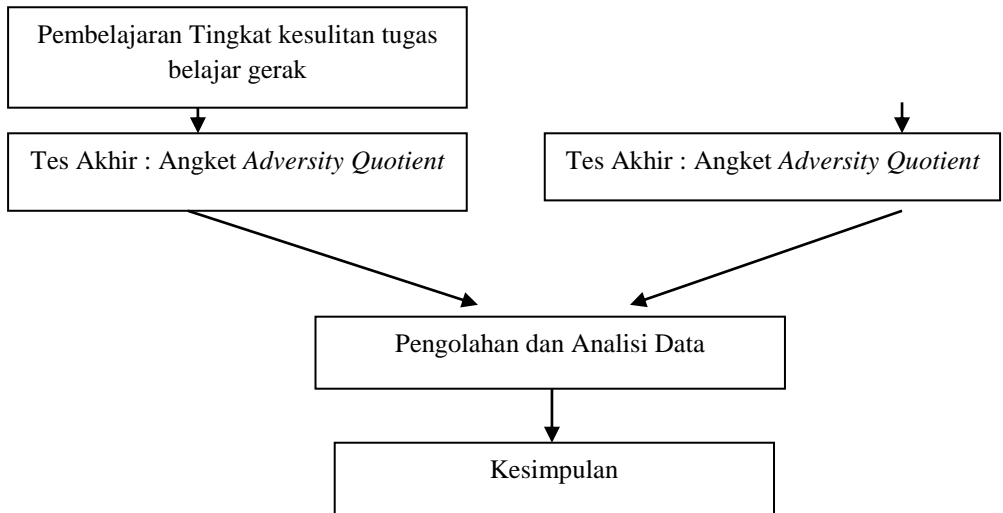 Pembelajaran Tingkat kesulitan tugas
belajar gerak
Tes Akhir : Angket Adversity Quotient
Tes Akhir : Angket Adversity Quotient
Pengolahan dan Analisi Data
Kesimpulan